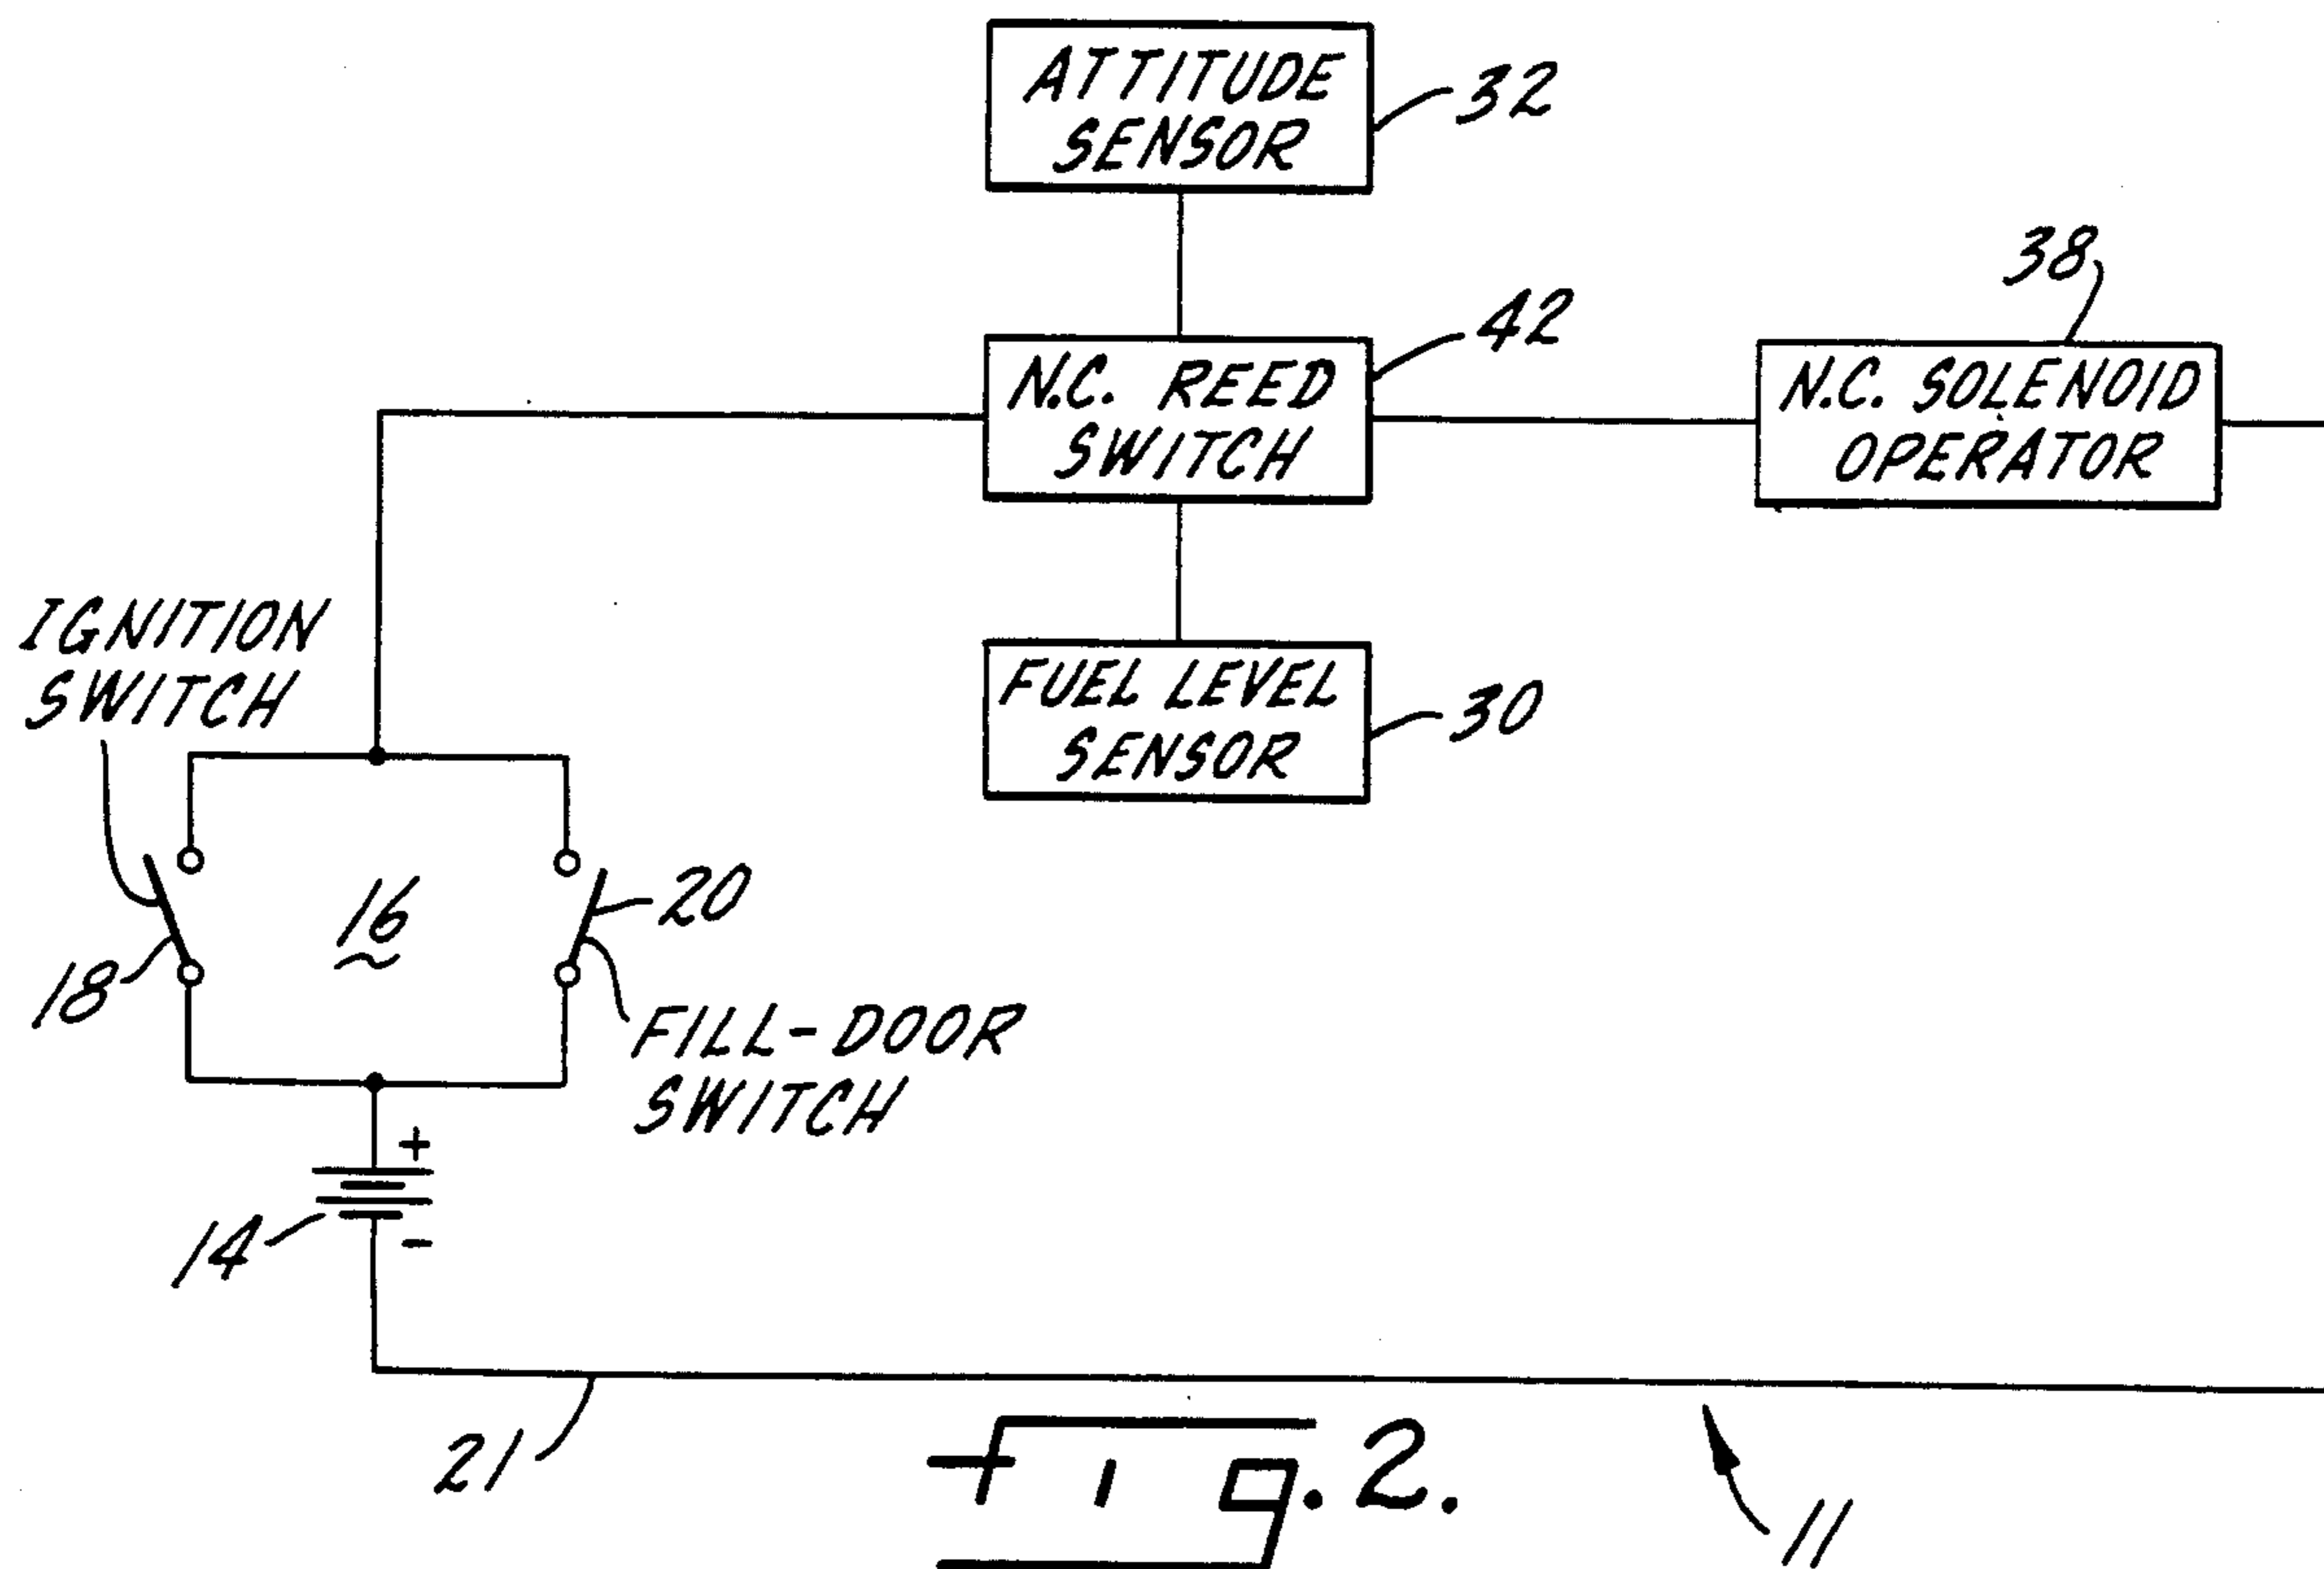 ATTITUDE
SENSOR
32
38
42
N.C. REED
SWITCH
N.C. SOLENOID
OPERATOR
IGNITION
SWITCH
FUEL LEVEL
SENSOR
30
16
20
18
FILL-DOOR
SWITCH
+
14
-
21
Fig. 2.
11